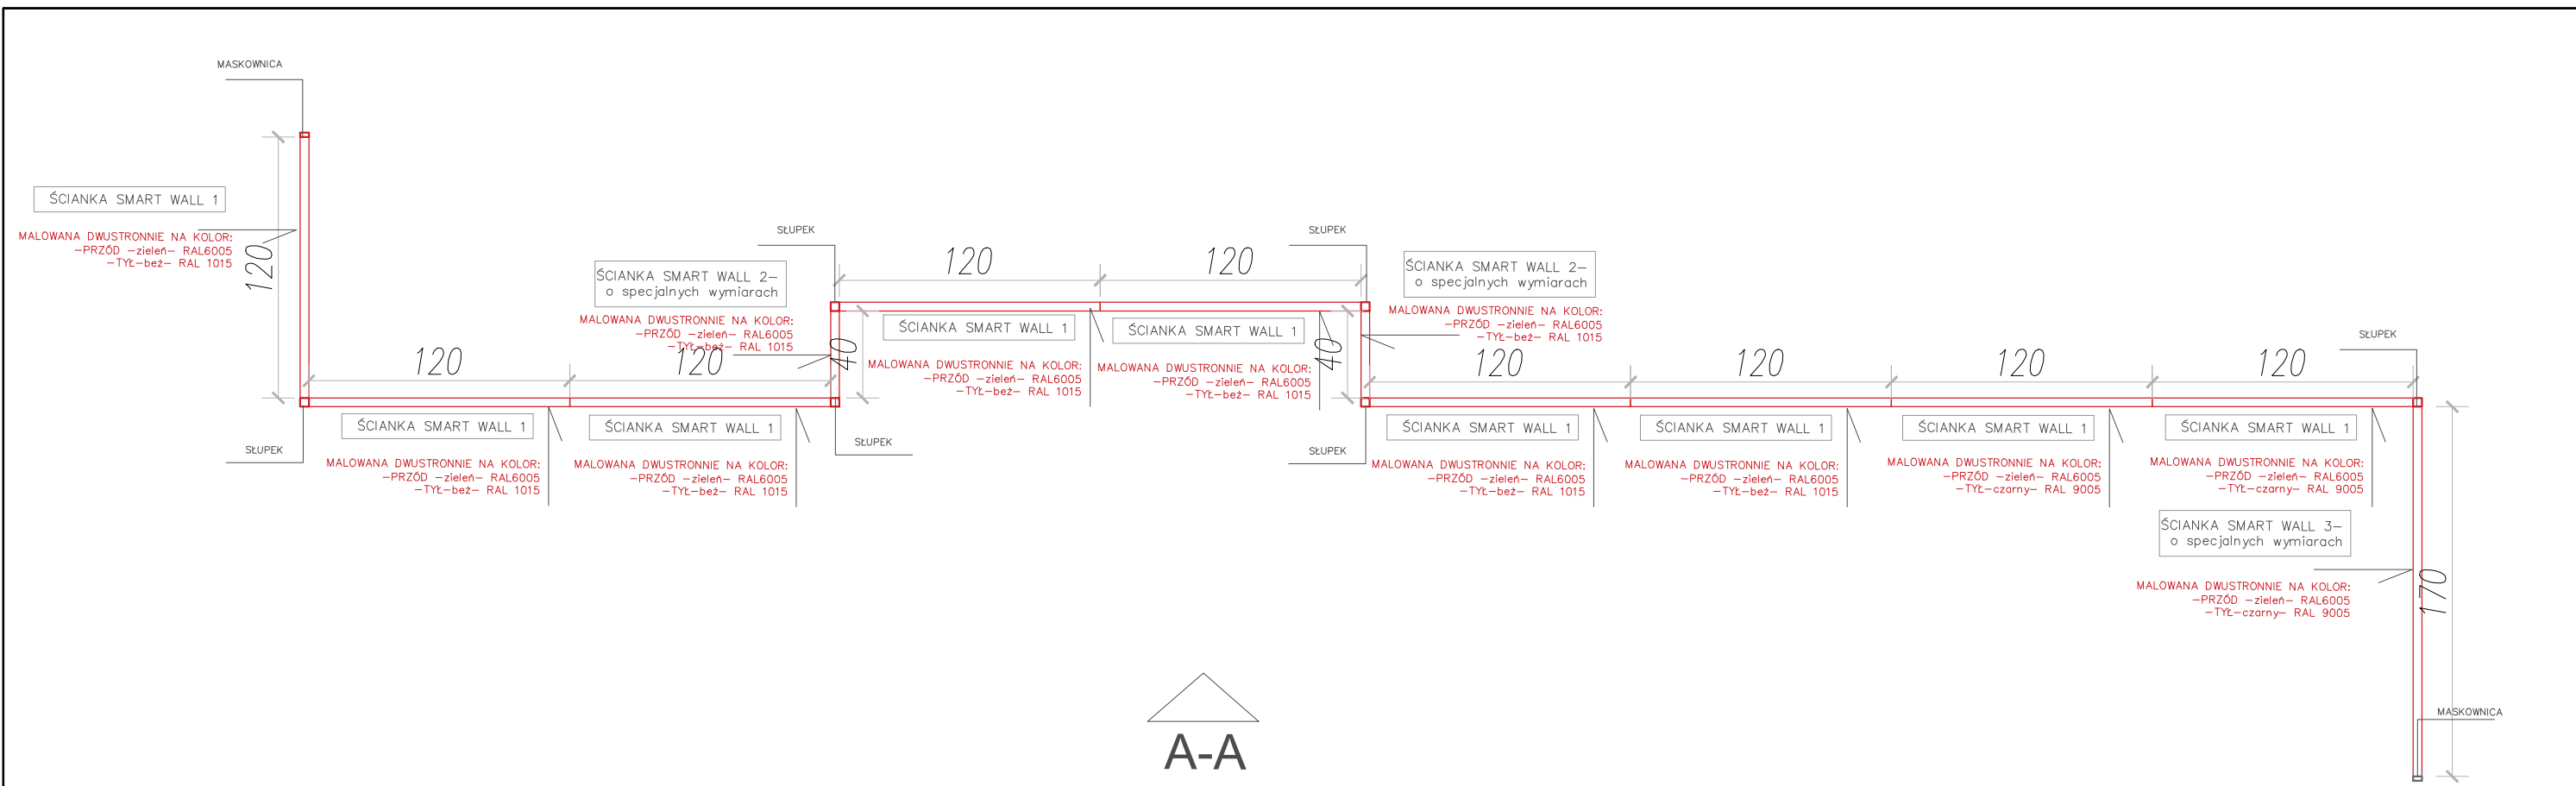 MASKOWNICA
ŚCIANKA SMART WALL 1
MALOWANA DWUSTRONNIE NA KOLOR:
-PRZÓD -zieleń- RAL6005
-TYŁ-beż- RAL 1015
120
SŁUPEK
120
120
ŚCIANKA SMART WALL 1
MALOWANA DWUSTRONNIE NA KOLOR:
-PRZÓD -zieleń- RAL6005
-TYŁ-beż- RAL 1015
ŚCIANKA SMART WALL 1
MALOWANA DWUSTRONNIE NA KOLOR:
-PRZÓD -zieleń- RAL6005
-TYŁ-beż- RAL 1015
SŁUPEK
ŚCIANKA SMART WALL 2-
o specjalnych wymiarach
MALOWANA DWUSTRONNIE NA KOLOR:
-PRZÓD -zieleń- RAL6005
-TYŁ-beż- RAL 1015
40
SŁUPEK
120
120
ŚCIANKA SMART WALL 1
MALOWANA DWUSTRONNIE NA KOLOR:
-PRZÓD -zieleń- RAL6005
-TYŁ-beż- RAL 1015
ŚCIANKA SMART WALL 1
MALOWANA DWUSTRONNIE NA KOLOR:
-PRZÓD -zieleń- RAL6005
-TYŁ-beż- RAL 1015
SŁUPEK
40
ŚCIANKA SMART WALL 2-
o specjalnych wymiarach
MALOWANA DWUSTRONNIE NA KOLOR:
-PRZÓD -zieleń- RAL6005
-TYŁ-beż- RAL 1015
SŁUPEK
120
120
120
120
ŚCIANKA SMART WALL 1
MALOWANA DWUSTRONNIE NA KOLOR:
-PRZÓD -zieleń- RAL6005
-TYŁ-beż- RAL 1015
ŚCIANKA SMART WALL 1
MALOWANA DWUSTRONNIE NA KOLOR:
-PRZÓD -zieleń- RAL6005
-TYŁ-beż- RAL 1015
ŚCIANKA SMART WALL 1
MALOWANA DWUSTRONNIE NA KOLOR:
-PRZÓD -zieleń- RAL6005
-TYŁ-czarny- RAL 9005
ŚCIANKA SMART WALL 1
MALOWANA DWUSTRONNIE NA KOLOR:
-PRZÓD -zieleń- RAL6005
-TYŁ-czarny- RAL 9005
SŁUPEK
ŚCIANKA SMART WALL 3-
o specjalnych wymiarach
MALOWANA DWUSTRONNIE NA KOLOR:
-PRZÓD -zieleń- RAL6005
-TYŁ-czarny- RAL 9005
170
MASKOWNICA
A-A